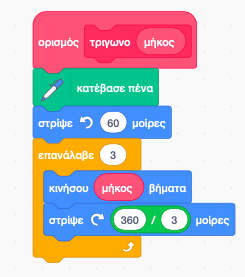 ορισμός τριγωνο μήκος
κατέβασε πένα
στρίψε 60 μοίρες
επανάλαβε 3
κινήσου μήκος βήματα
στρίψε 360 / 3 μοίρες